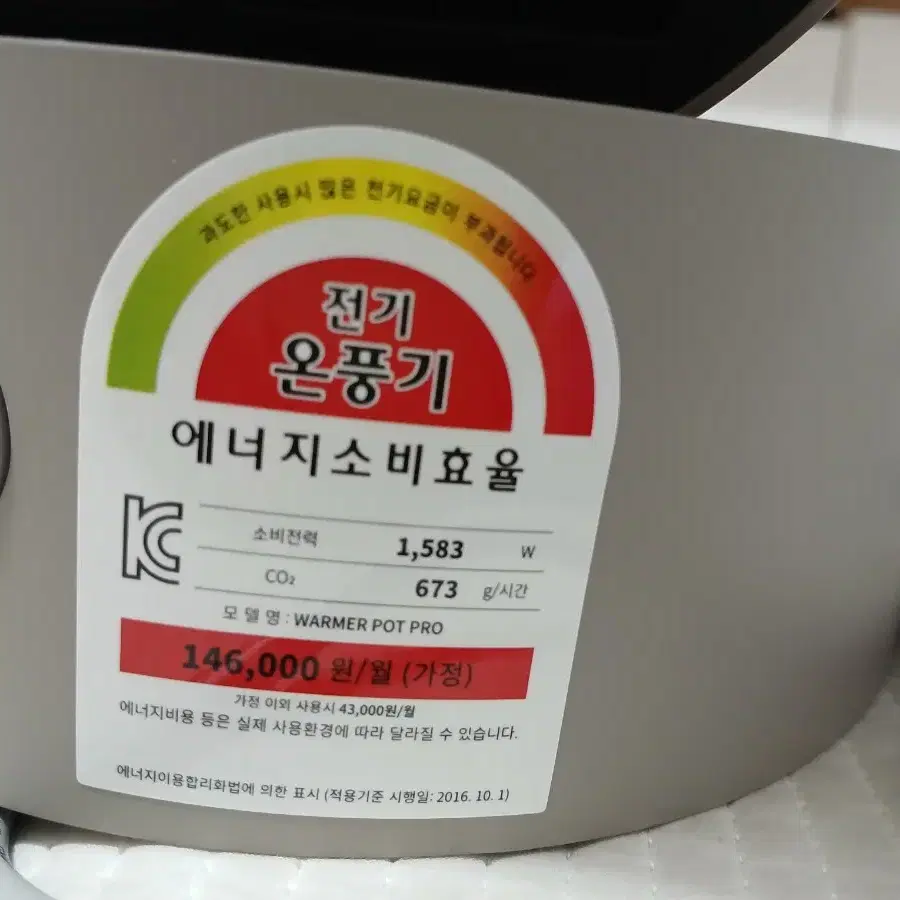 과도한 사용시 많은 전기요금이 부과됩니다
전기
온풍기
에너지소비효율
KC
소비전력 1,583 W
CO₂ 673 g/시간
모델명 : WARMER POT PRO
146,000 원/월 (가정)
가정 이외 사용시 43,000원/월
에너지비용 등은 실제 사용환경에 따라 달라질 수 있습니다.
에너지이용합리화법에 의한 표시 (적용기준 시행일: 2016. 10. 1)